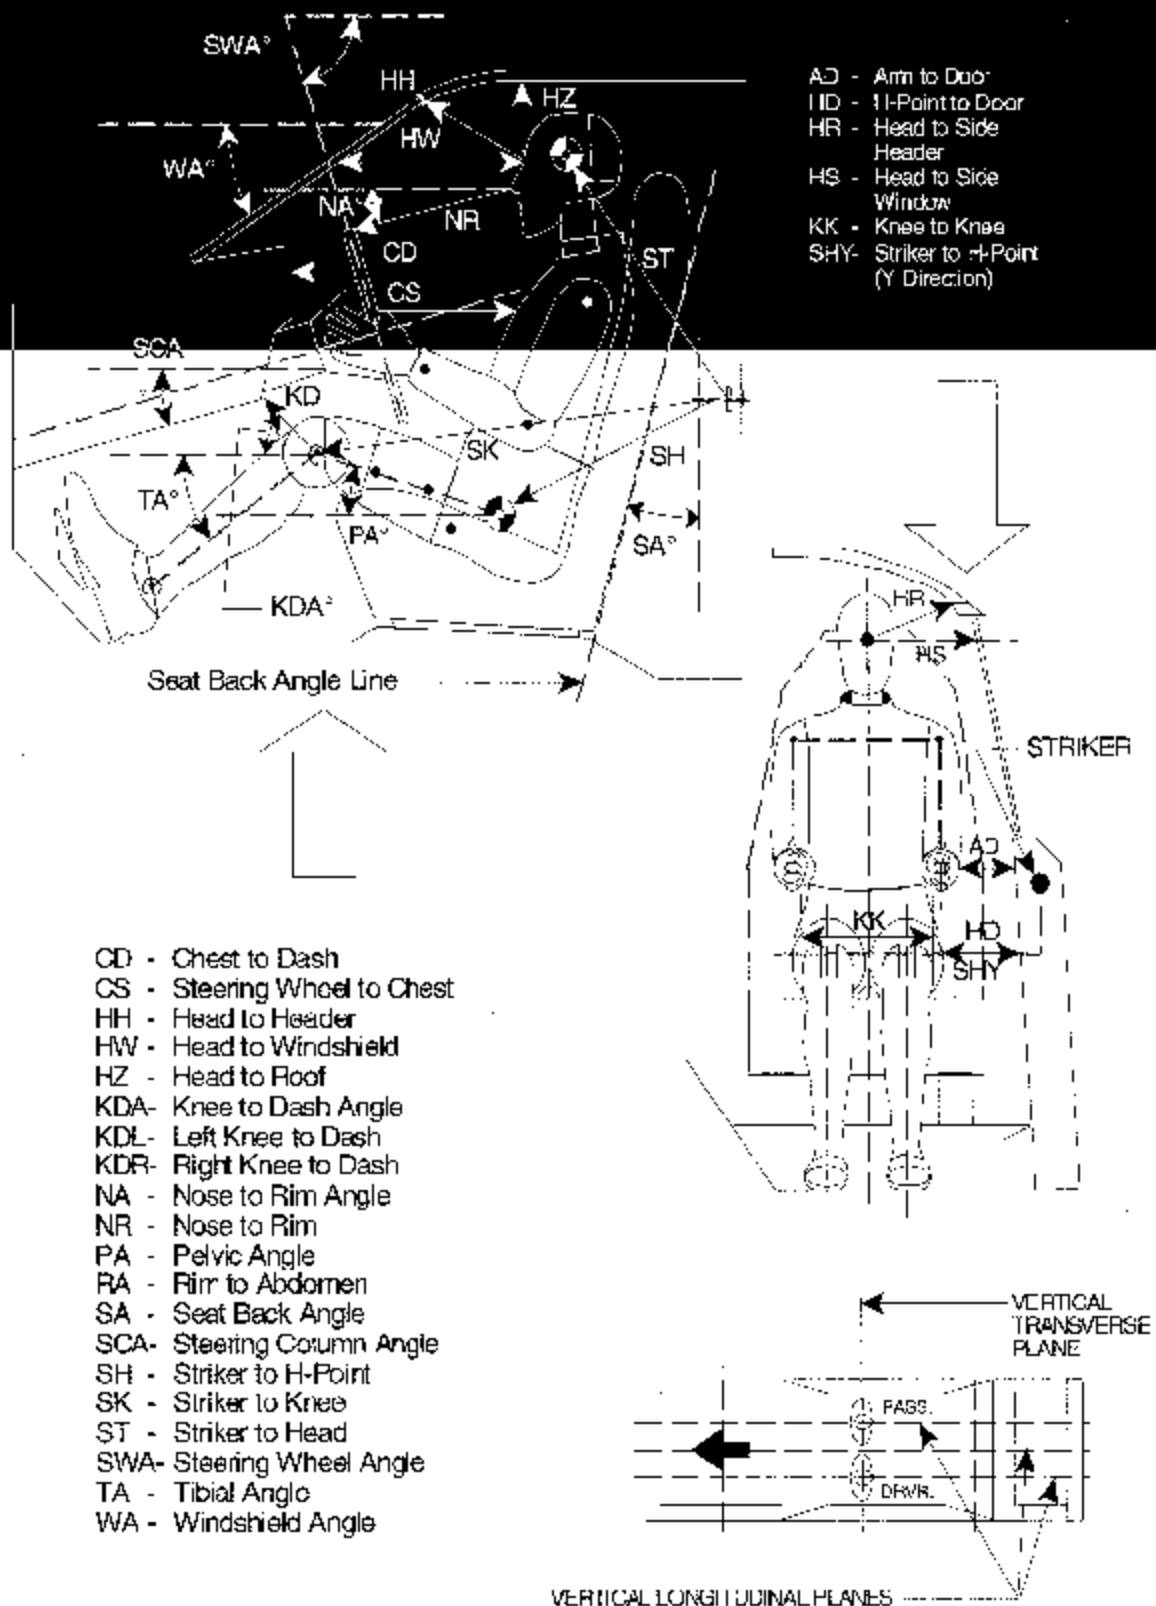 SWA°
HH
HZ
HW
WA°
NA°
NR
CD
ST
CS
AD - Arm to Door
HD - H-Point to Door
HR - Head to Side
Header
HS - Head to Side
Window
KK - Knee to Knee
SHY- Striker to H-Point
(Y Direction)
SCA
KD
SK
SH
TA°
PA°
SA°
KDA°
Seat Back Angle Line
HR
HS
STRIKER
AD
KK
HD
SHY
CD - Chest to Dash
CS - Steering Wheel to Chest
HH - Head to Header
HW - Head to Windshield
HZ - Head to Roof
KDA- Knee to Dash Angle
KDL- Left Knee to Dash
KDR- Right Knee to Dash
NA - Nose to Rim Angle
NR - Nose to Rim
PA - Pelvic Angle
RA - Rim to Abdomen
SA - Seat Back Angle
SCA- Steering Column Angle
SH - Striker to H-Point
SK - Striker to Knee
ST - Striker to Head
SWA- Steering Wheel Angle
TA - Tibial Angle
WA - Windshield Angle
VERTICAL
TRANSVERSE
PLANE
PASS.
DRVR.
VERTICAL LONGITUDINAL PLANES